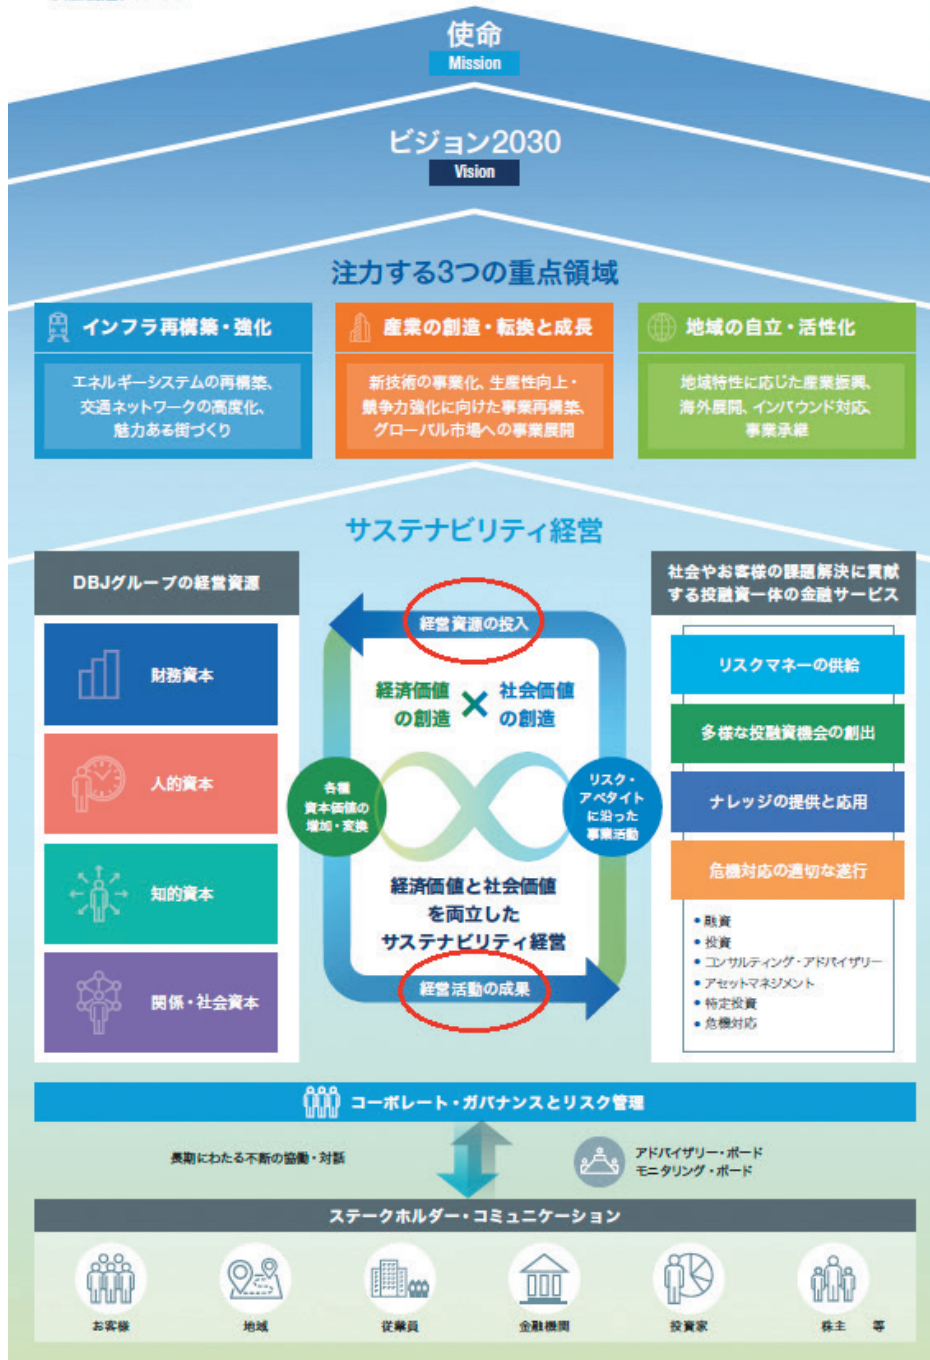 使命
Mission
ビジョン2030
Vision
注力する3つの重点領域
インフラ再構築・強化
エネルギーシステムの再構築、
交通ネットワークの高度化、
魅力ある街づくり
産業の創造・転換と成長
新技術の事業化、生産性向上・
競争力強化に向けた事業再構築、
グローバル市場への事業展開
地域の自立・活性化
地域特性に応じた産業振興、
海外展開、インバウンド対応、
事業承継
サステナビリティ経営
DBJグループの経営資源
財務資本
人的資本
知的資本
関係・社会資本
経営資源の投入
経済価値
の創造
×
社会価値
の創造
各種
資本価値の
増加・変換
リスク・
アペタイト
に沿った
事業活動
経済価値と社会価値
を両立した
サステナビリティ経営
経営活動の成果
社会やお客様の課題解決に貢献
する投融資一体の金融サービス
リスクマネーの供給
多様な投融資機会の創出
ナレッジの提供と応用
危機対応の適切な遂行
• 融資
• 投資
• コンサルティング・アドバイザリー
• アセットマネジメント
• 特定投資
• 危機対応
コーポレート・ガバナンスとリスク管理
長期にわたる不断の協働・対話
アドバイザリー・ボード
モニタリング・ボード
ステークホルダー・コミュニケーション
お客様
地域
従業員
金融機関
投資家
株主 等